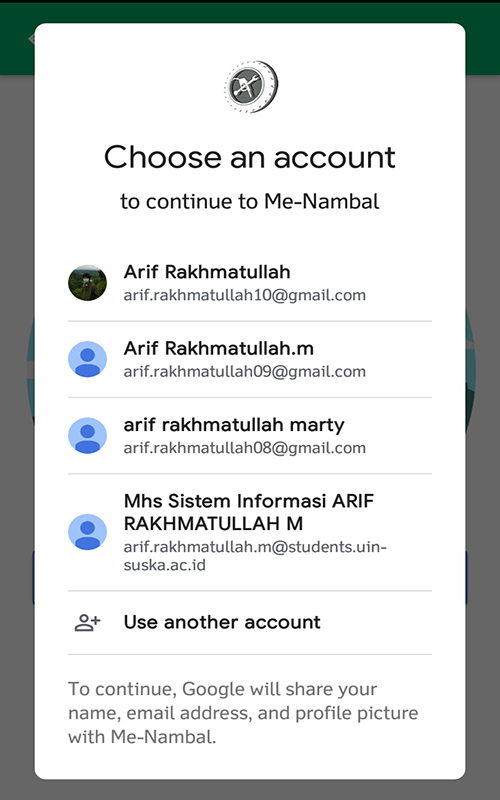 Choose an account
to continue to Me-Nambal
Arif Rakhmatullah
arif.rakhmatullah10@gmail.com
Arif Rakhmatullah.m
arif.rakhmatullah09@gmail.com
arif rakhmatullah marty
arif.rakhmatullah08@gmail.com
Mhs Sistem Informasi ARIF
RAKHMATULLAH M
arif.rakhmatullah.m@students.uin-
suska.ac.id
Use another account
To continue, Google will share your
name, email address, and profile picture
with Me-Nambal.